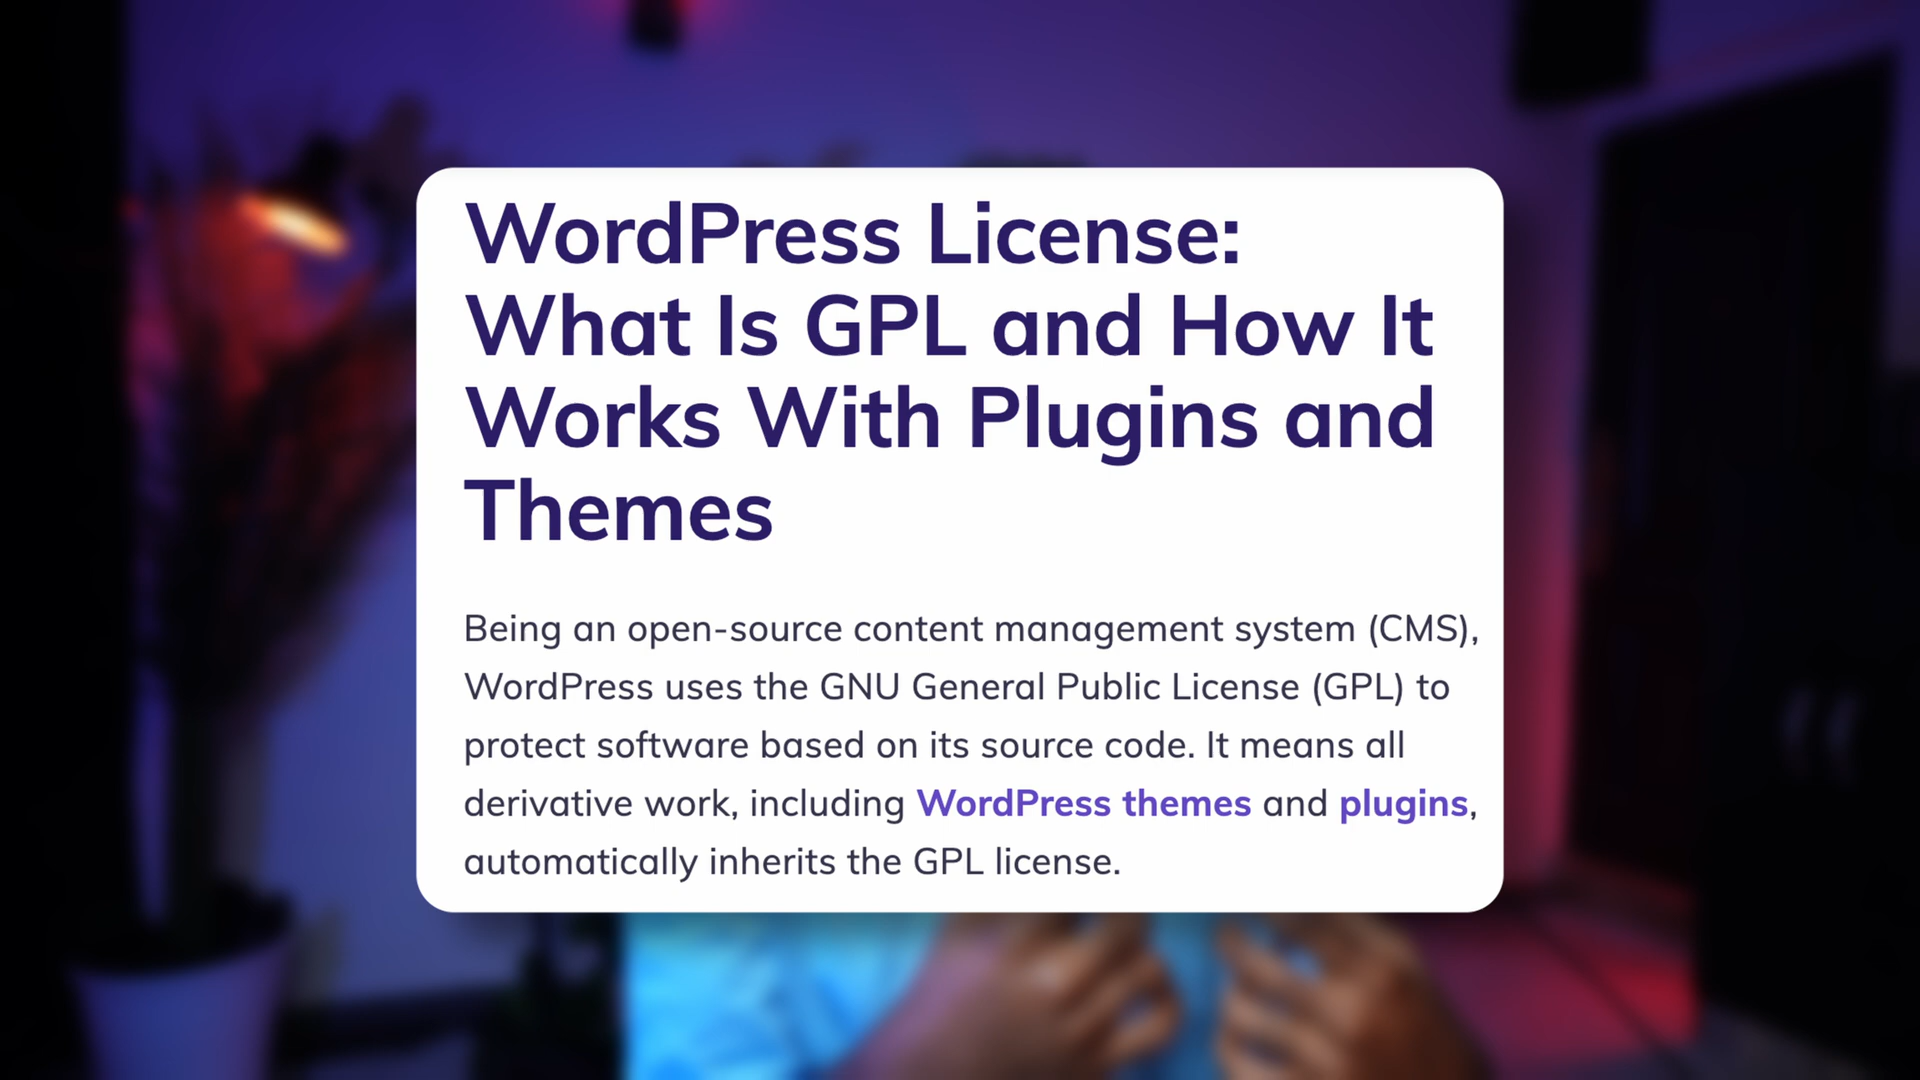 WordPress License:
What Is GPL and How It
Works With Plugins and
Themes
Being an open-source content management system (CMS),
WordPress uses the GNU General Public License (GPL) to
protect software based on its source code. It means all
derivative work, including WordPress themes and plugins,
automatically inherits the GPL license.